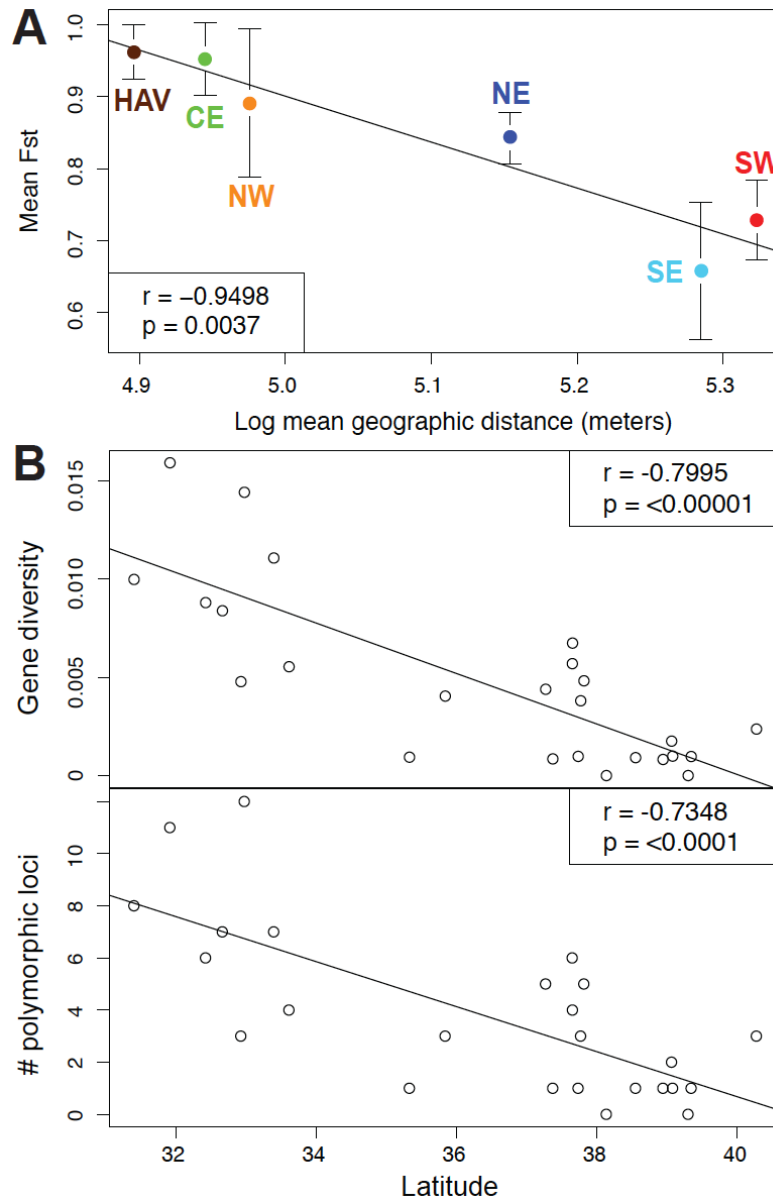 A
1.0
0.9
0.8
0.7
0.6
Mean Fst
HAV
CE
NW
NE
SE
SW
r = −0.9498
p = 0.0037
4.9 5.0 5.1 5.2 5.3
Log mean geographic distance (meters)
B
0.015
0.010
0.005
0
Gene diversity
r = -0.7995
p = <0.00001
10
8
6
4
2
0
# polymorphic loci
r = -0.7348
p = <0.0001
32 34 36 38 40
Latitude